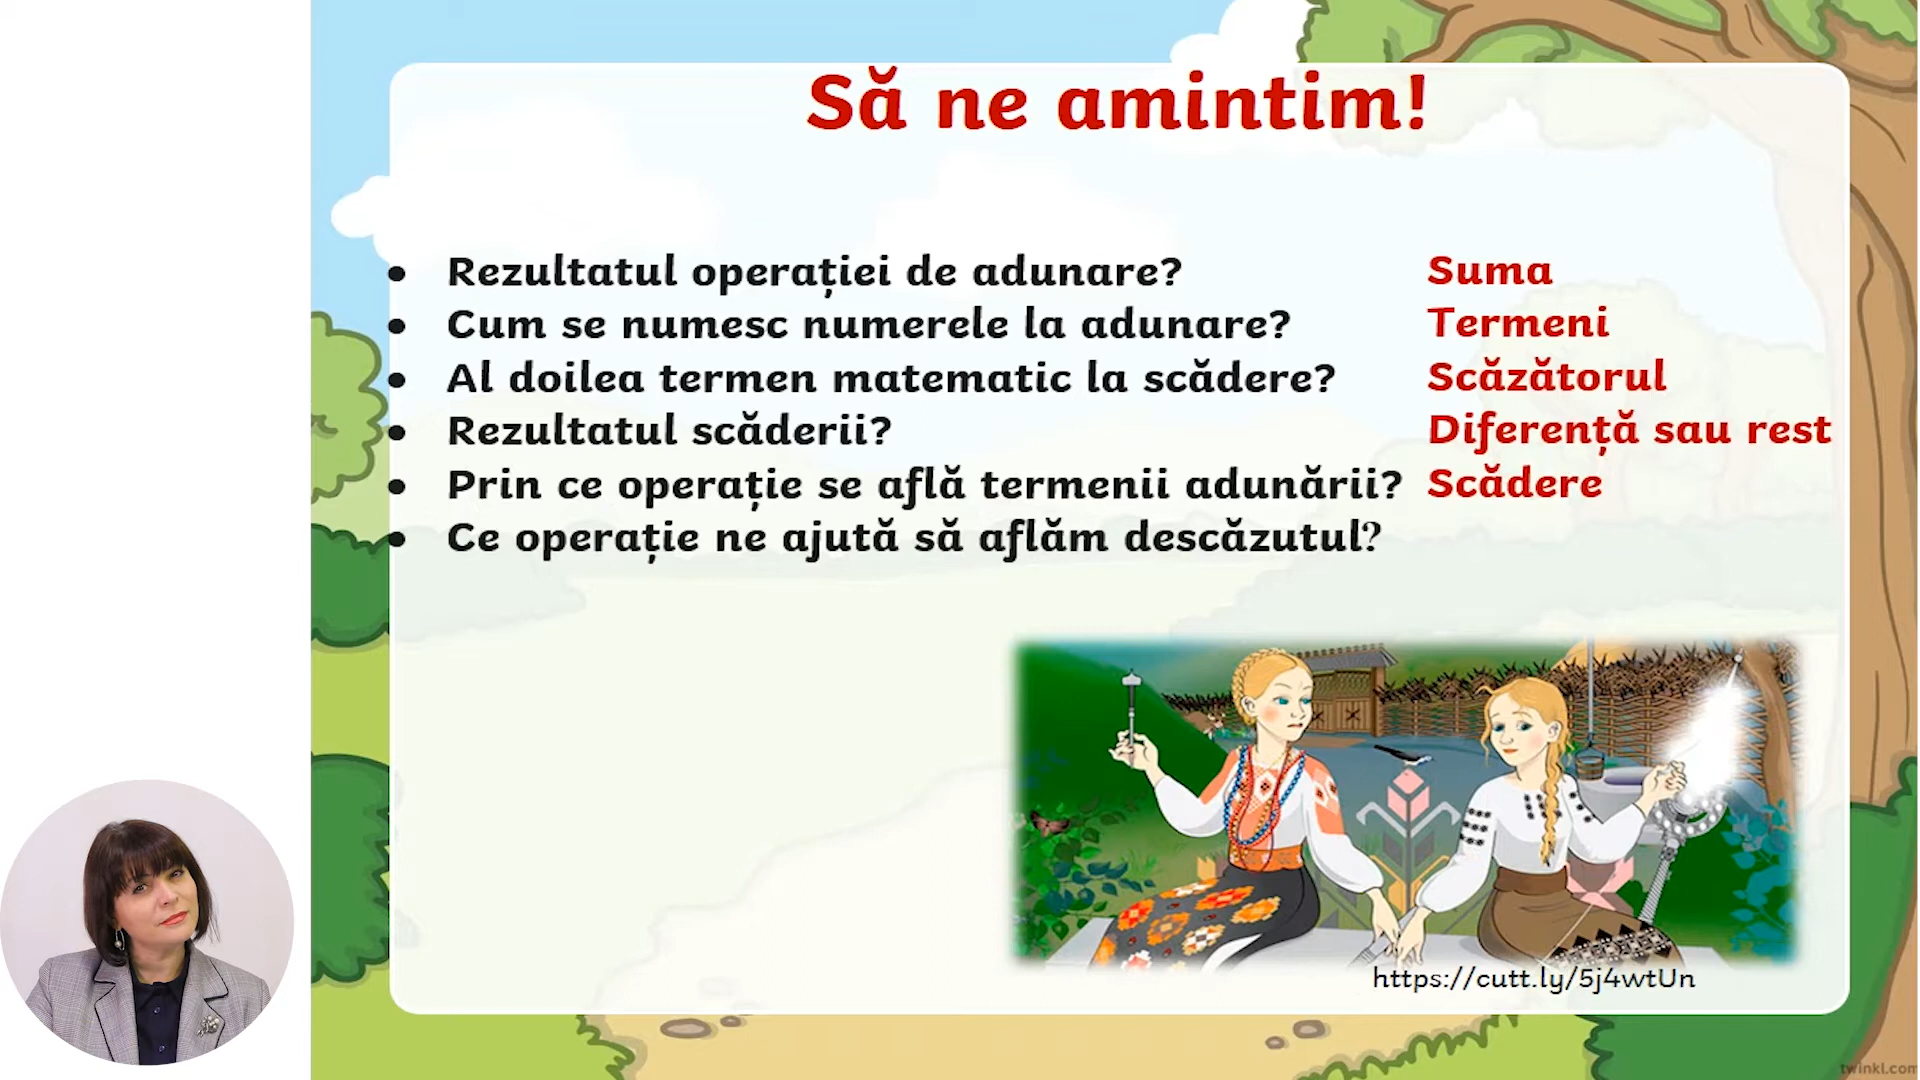 Să ne amintim!
• Rezultatul operației de adunare? Suma
• Cum se numesc numerele la adunare? Termeni
• Al doilea termen matematic la scădere? Scăzătorul
• Rezultatul scăderii? Diferență sau rest
• Prin ce operație se află termenii adunării? Scădere
• Ce operație ne ajută să aflăm descăzutul?
https://cutt.ly/5j4wtUn
twinkl.com